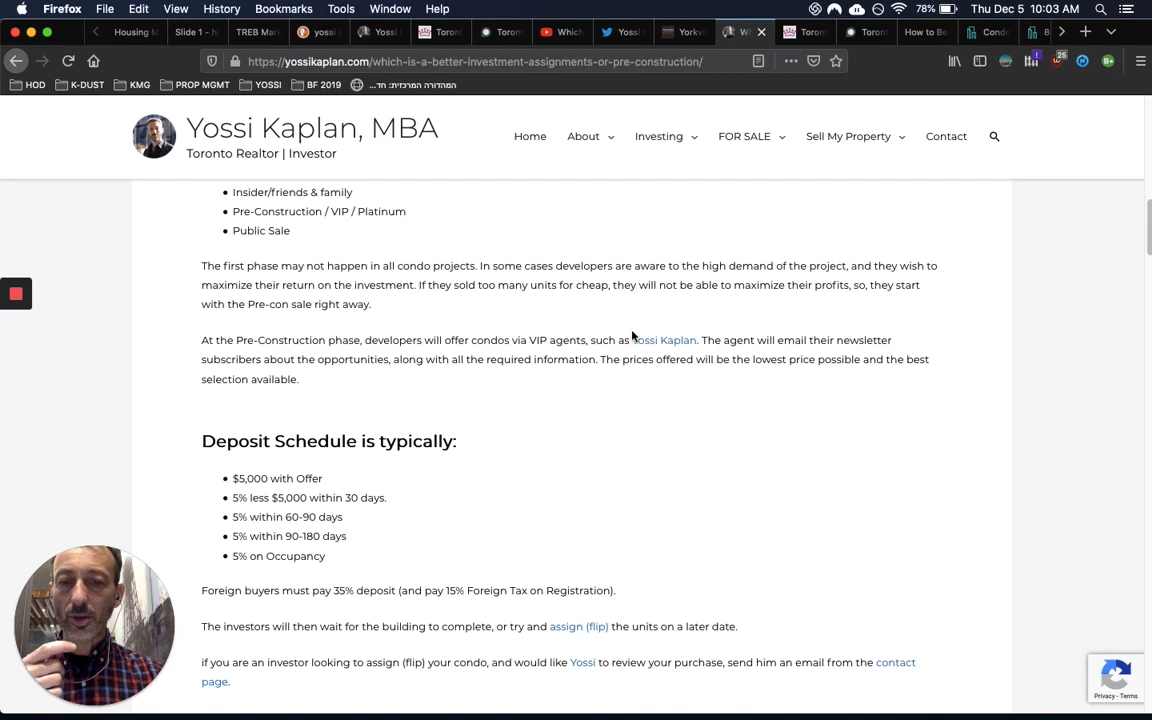 Firefox File Edit View History Bookmarks Tools Window Help 78% Thu Dec 5 10:03 AM
Housing Slide 1 - TREB Mar yossi Yossi Toront Toron Which Yossi Yorkvi Wh Toront Toront How to Be Condo 8
https://yossikaplan.com/which-is-a-better-investment-assignments-or-pre-construction/
HOD K-DUST KMG PROP MGMT YOSSI BF 2019 המהדורה המרכזית: חד...
Yossi Kaplan, MBA
Toronto Realtor | Investor
Home About Investing FOR SALE Sell My Property Contact
• Insider/friends & family
• Pre-Construction / VIP / Platinum
• Public Sale
The first phase may not happen in all condo projects. In some cases developers are aware to the high demand of the project, and they wish to
maximize their return on the investment. If they sold too many units for cheap, they will not be able to maximize their profits, so, they start
with the Pre-con sale right away.
At the Pre-Construction phase, developers will offer condos via VIP agents, such as Yossi Kaplan. The agent will email their newsletter
subscribers about the opportunities, along with all the required information. The prices offered will be the lowest price possible and the best
selection available.
Deposit Schedule is typically:
• $5,000 with Offer
• 5% less $5,000 within 30 days.
• 5% within 60-90 days
• 5% within 90-180 days
• 5% on Occupancy
Foreign buyers must pay 35% deposit (and pay 15% Foreign Tax on Registration).
The investors will then wait for the building to complete, or try and assign (flip) the units on a later date.
if you are an investor looking to assign (flip) your condo, and would like Yossi to review your purchase, send him an email from the contact
page.
Privacy - Terms